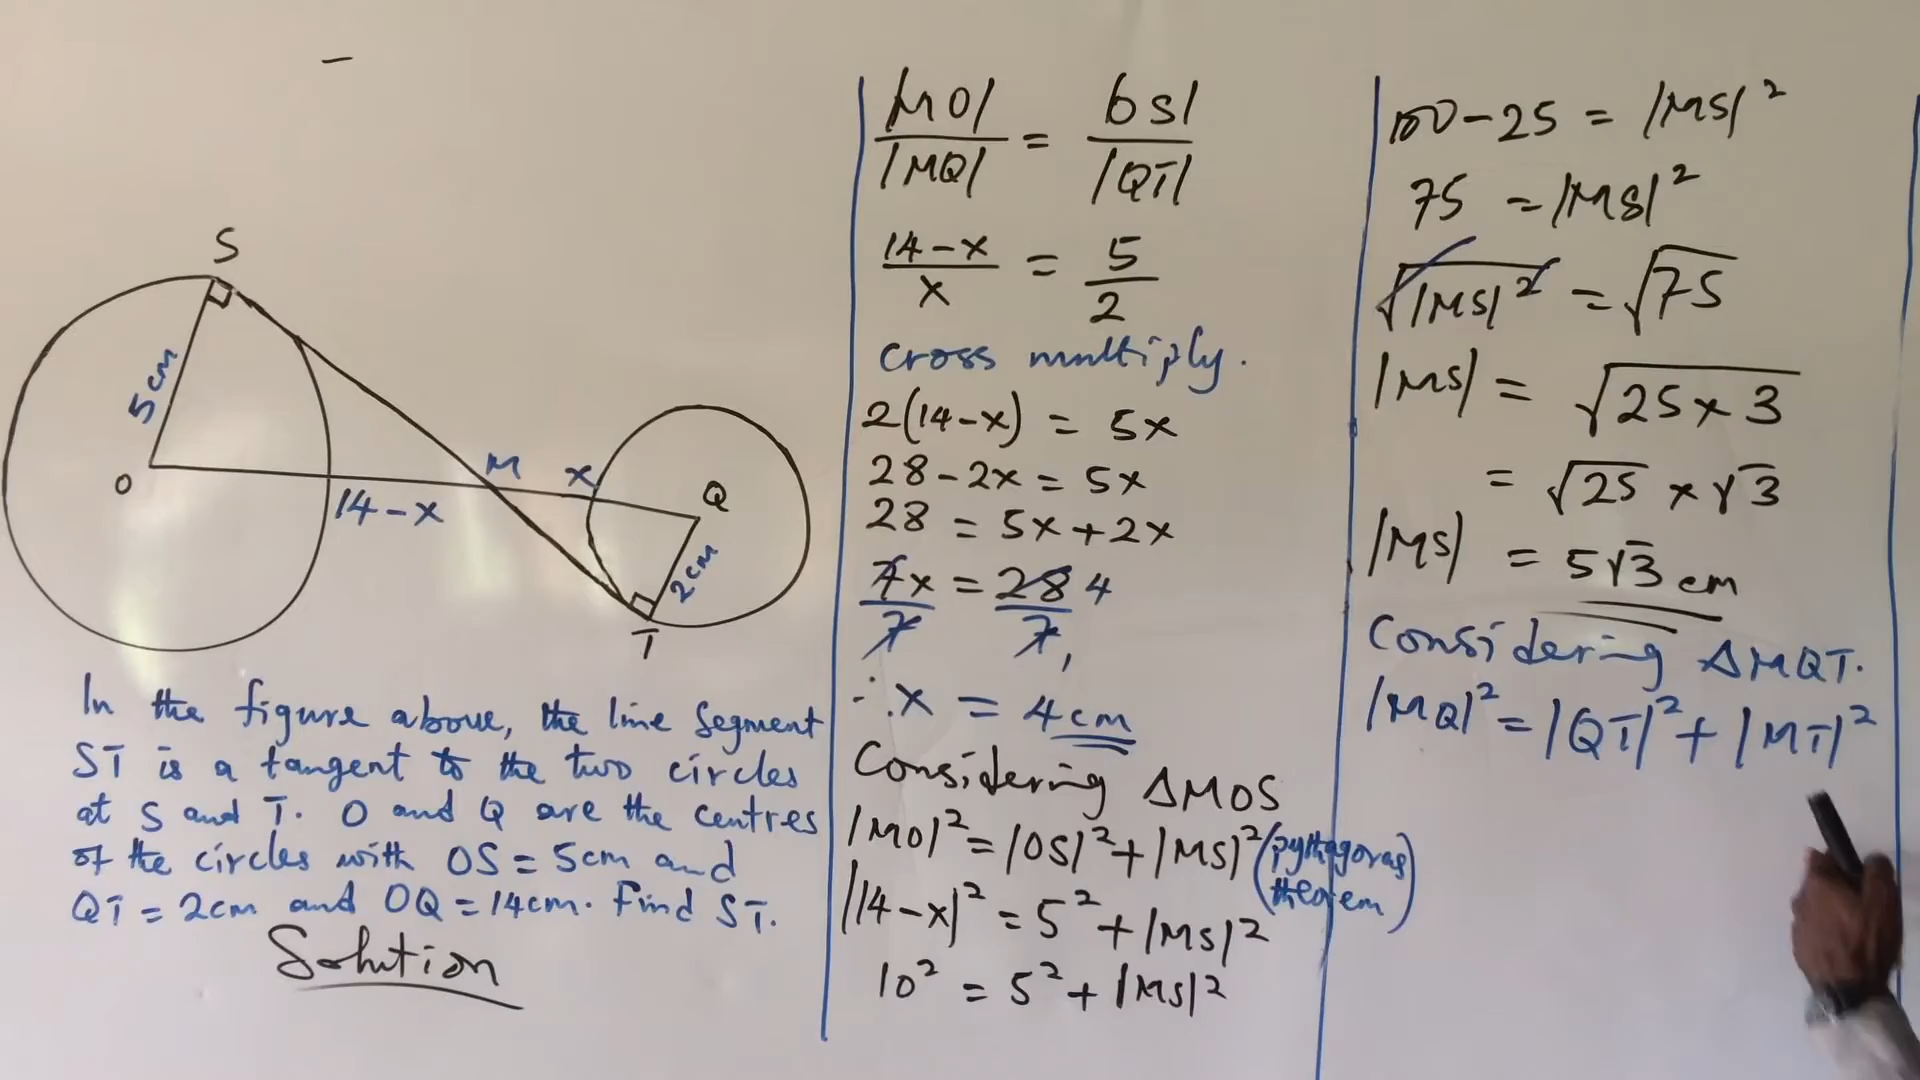 S
5cm
O
14-x
M
x
Q
2cm
T
In the figure above, the line segment
ST is a tangent to the two circles
at S and T. O and Q are the centres
of the circles with OS = 5cm and
QT = 2cm and OQ = 14cm. Find ST.
Solution
|MO| / |MQ| = |OS| / |QT|
14-x / x = 5 / 2
cross multiply.
2(14-x) = 5x
28-2x = 5x
28 = 5x+2x
7x / 7 = 28 4 / 7,
∴x = 4cm
Considering ΔMOS
|MO|² = |OS|² + |MS|² (pythagoras theorem)
|14-x|² = 5² + |MS|²
10² = 5² + |MS|²
100-25 = |MS|²
75 = |MS|²
√|MS|² = √75
|MS| = √25x3
= √25 x √3
|MS| = 5√3 cm
Considering ΔMQT.
|MQ|² = |QT|² + |MT|²